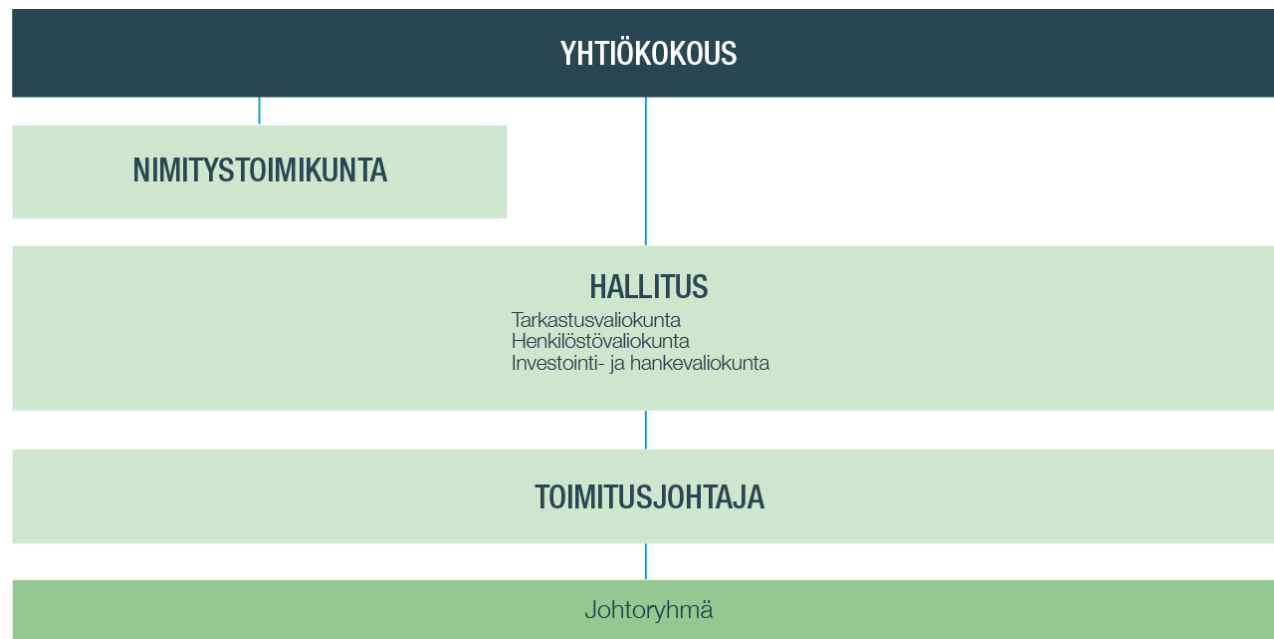 YHTIÖKOKOUS
NIMITYSTOIMIKUNTA
HALLITUS
Tarkastusvaliokunta
Henkilöstövaliokunta
Investointi- ja hankevaliokunta
TOIMITUSJOHTAJA
Johtoryhmä